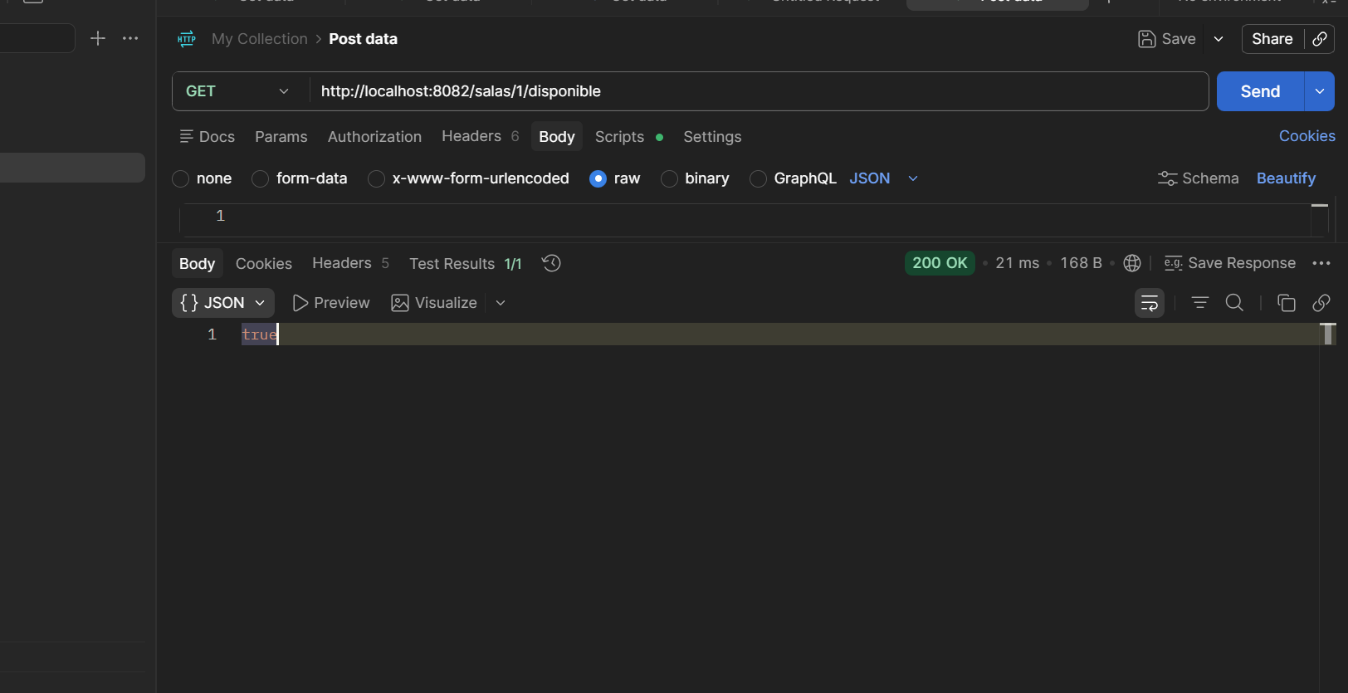 My Collection > Post data
Save
Share
GET
http://localhost:8082/salas/1/disponible
Send
Docs Params Authorization Headers 6 Body Scripts Settings Cookies
none form-data x-www-form-urlencoded raw binary GraphQL JSON Schema Beautify
1
Body Cookies Headers 5 Test Results 1/1 200 OK 21 ms 168 B e.g. Save Response
{} JSON Preview Visualize
1 true